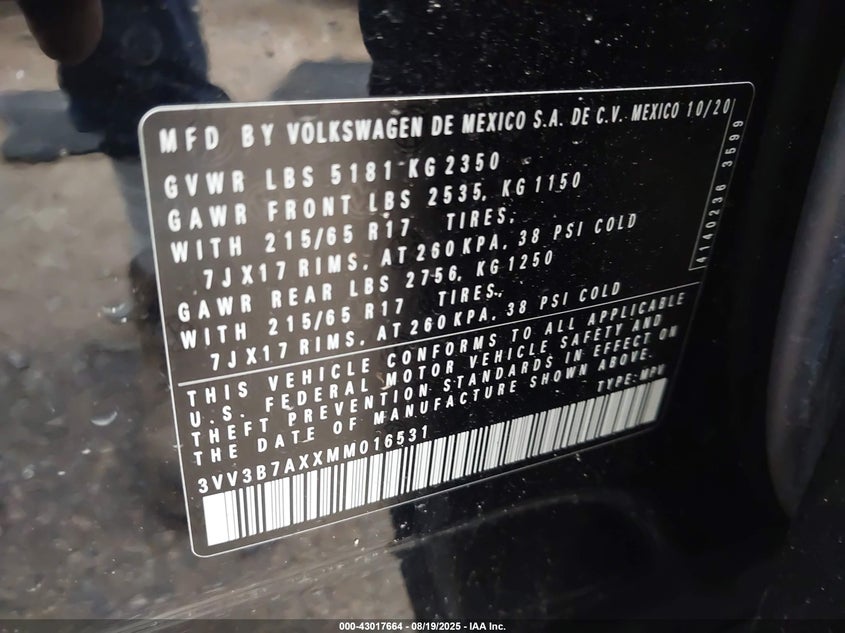 MFD BY VOLKSWAGEN DE MEXICO S.A. DE C.V. MEXICO 10/20
GVWR LBS 5181 KG 2350
GAWR FRONT LBS 2535, KG 1150
WITH 215/65 R17 TIRES,
7JX17 RIMS, AT 260 KPA, 38 PSI COLD
GAWR REAR LBS 2756, KG 1250
WITH 215/65 R17 TIRES,
7JX17 RIMS, AT 260 KPA, 38 PSI COLD
4140236 3599
THIS VEHICLE CONFORMS TO ALL APPLICABLE
U.S. FEDERAL MOTOR VEHICLE SAFETY AND
THEFT PREVENTION STANDARDS IN EFFECT ON
THE DATE OF MANUFACTURE SHOWN ABOVE.
TYPE: MPV
3VV3B7AXXMM016531
000-43017664 - 08/19/2025 - IAA Inc.